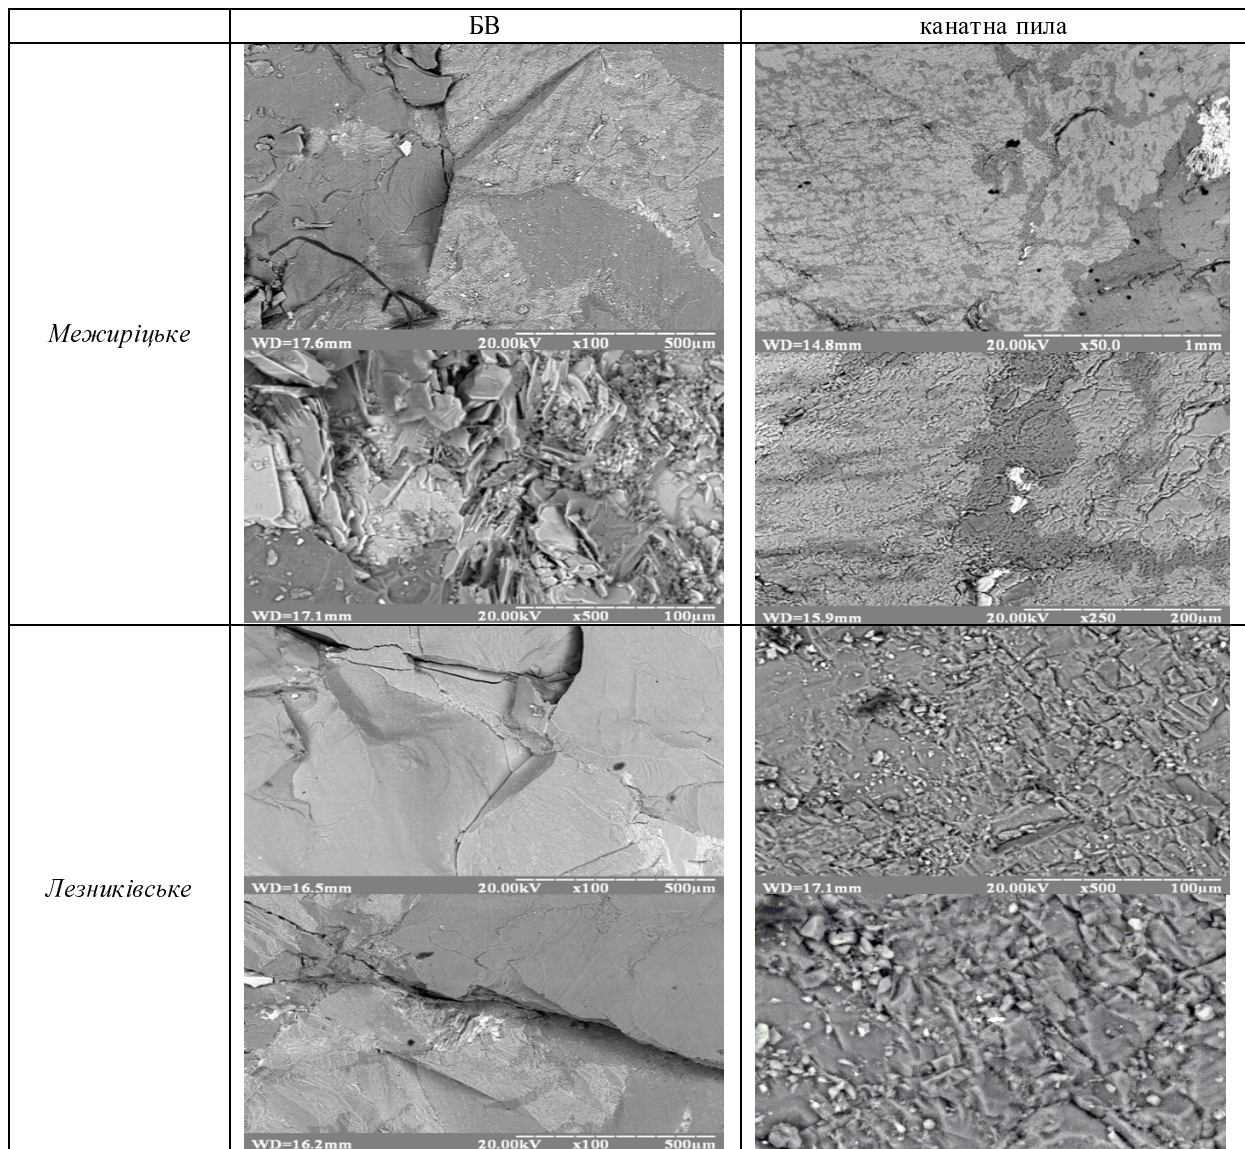 БВ канатна пила
WD=17.6mm 20.00kV x100 500µm
WD=14.8mm 20.00kV x50.0 1mm
Межиріцьке
WD=17.1mm 20.00kV x500 100µm
WD=15.9mm 20.00kV x250 200µm
WD=16.5mm 20.00kV x100 500µm
WD=17.1mm 20.00kV x500 100µm
Лезниківське
WD=16.2mm 20.00kV x100 500µm